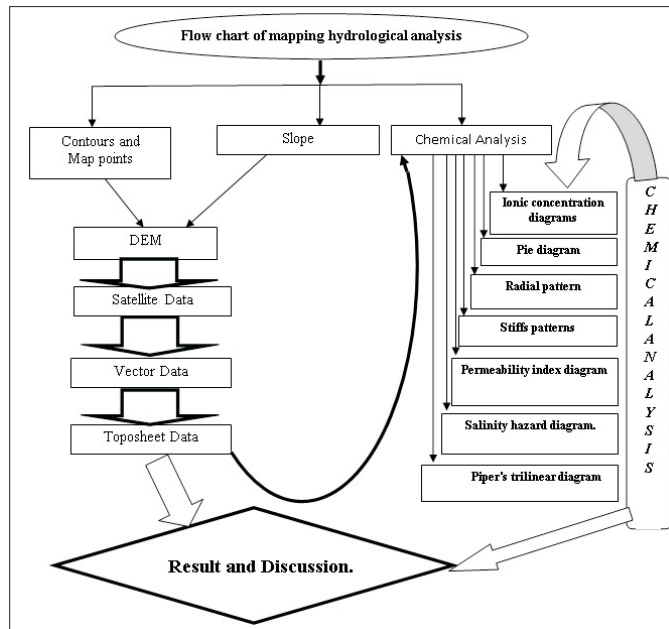 Flow chart of mapping hydrological analysis
Contours and
Map points
Slope
Chemical Analysis
Ionic concentration
diagrams
Pie diagram
Radial pattern
Stiffs patterns
Permeability index diagram
Salinity hazard diagram.
Piper's trilinear diagram
DEM
Satellite Data
Vector Data
Toposheet Data
CHEMICALANALYSIS
Result and Discussion.